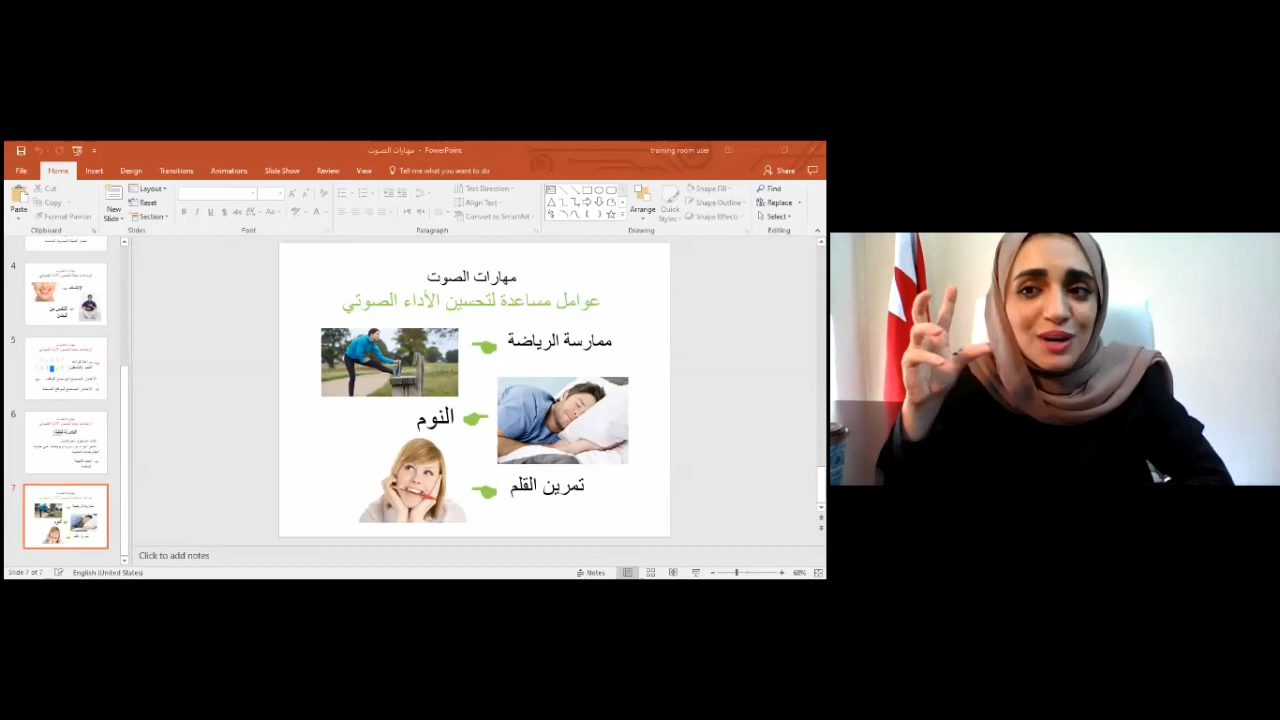 مهارات الصوت - PowerPoint
training room user
File Home Insert Design Transitions Animations Slide Show Review View Tell me what you want to do
Share
Paste
Cut
Copy
Format Painter
Clipboard
New Slide
Layout
Reset
Section
Slides
Font
Text Direction
Align Text
Convert to SmartArt
Paragraph
Arrange
Quick Styles
Shape Fill
Shape Outline
Shape Effects
Drawing
Find
Replace
Select
Editing
4
5
6
7
مهارات الصوت
عوامل مساعدة لتحسين الأداء الصوتي
ممارسة الرياضة
النوم
تمرين القلم
Click to add notes
Slide 7 of 7
English (United States)
Notes
68%